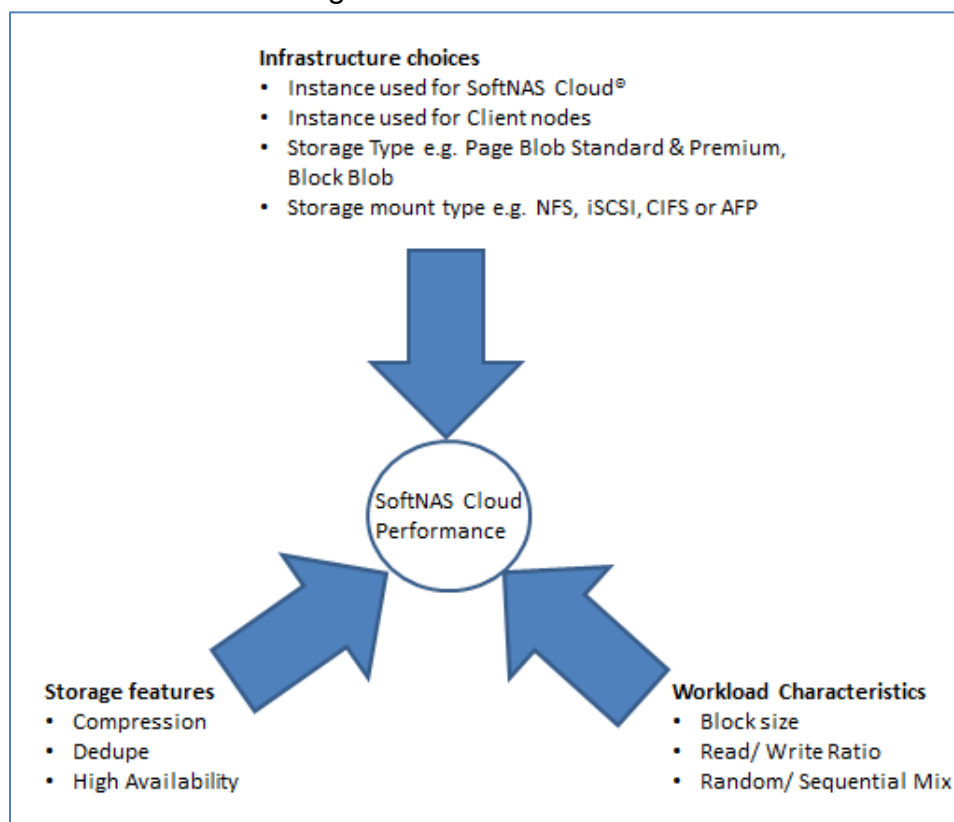 Infrastructure choices
• Instance used for SoftNAS Cloud®
• Instance used for Client nodes
• Storage Type e.g. Page Blob Standard & Premium,
Block Blob
• Storage mount type e.g. NFS, iSCSI, CIFS or AFP
SoftNAS Cloud
Performance
Storage features
• Compression
• Dedupe
• High Availability
Workload Characteristics
• Block size
• Read/ Write Ratio
• Random/ Sequential Mix